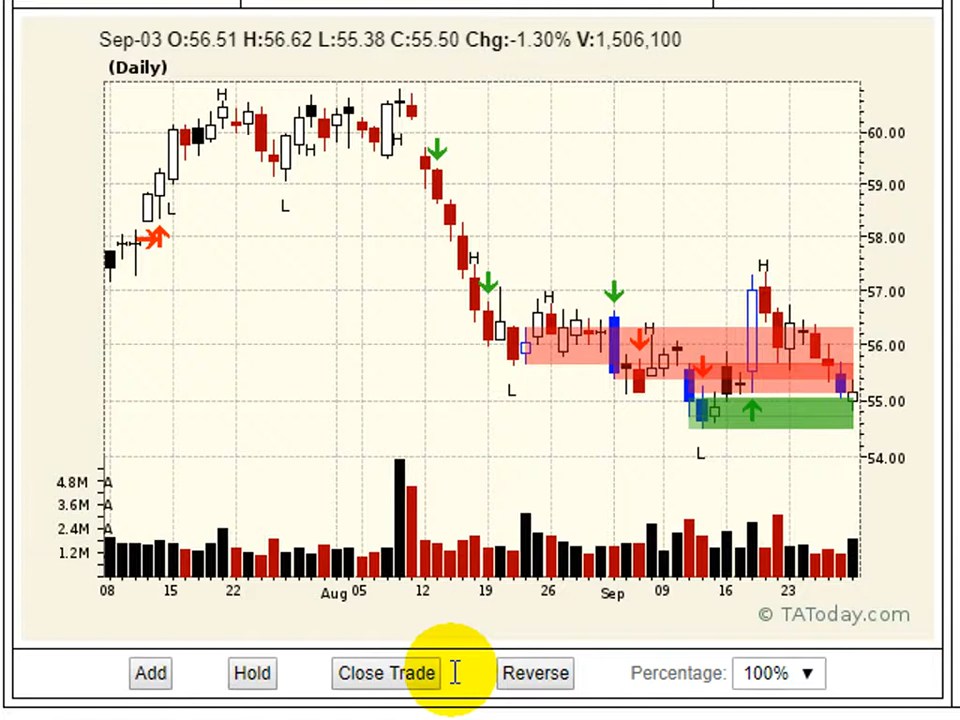 Sep-03 O:56.51 H:56.62 L:55.38 C:55.50 Chg:-1.30% V:1,506,100
(Daily)
H
60.00
H
H
59.00
L
L
58.00
H
H
57.00
H
H
56.00
L
55.00
L
54.00
4.8M A
3.6M A
2.4M A
1.2M
08 15 22 Aug 05 12 19 26 Sep 09 16 23
© TAToday.com
Add Hold Close Trade Reverse Percentage: 100% ▼